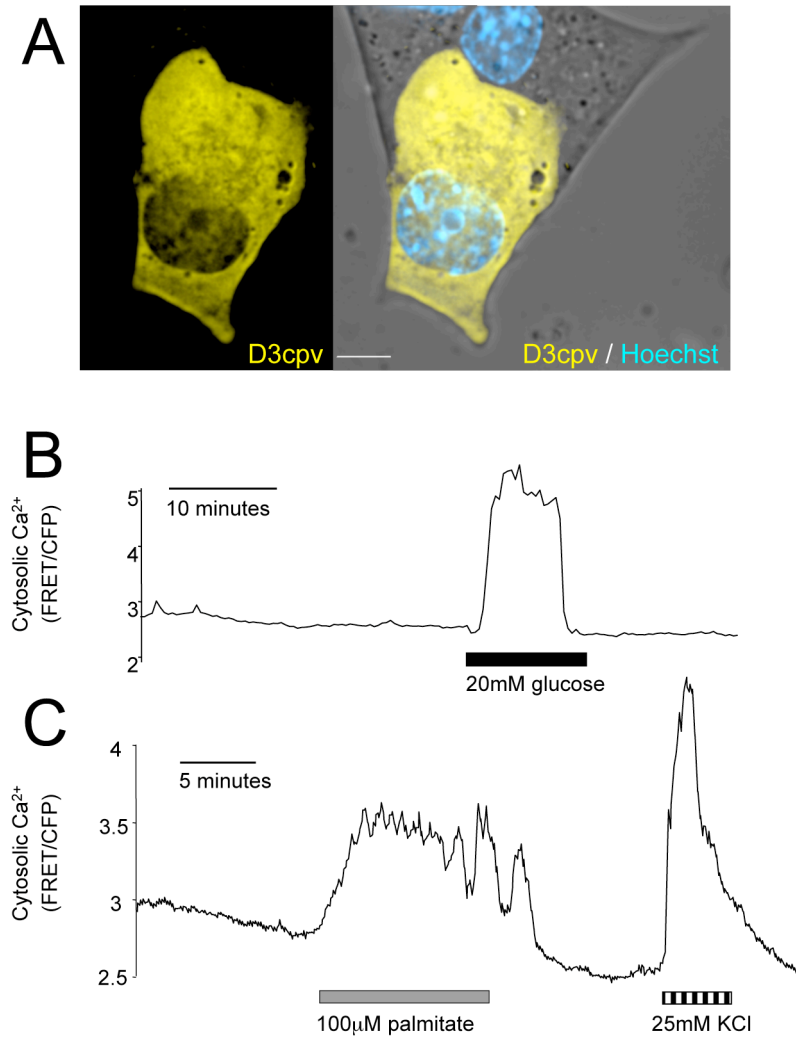 A
D3cpv
D3cpv / Hoechst
B
10 minutes
Cytosolic Ca²⁺
(FRET/CFP)
5
4
3
2
20mM glucose
C
5 minutes
Cytosolic Ca²⁺
(FRET/CFP)
4
3.5
3
2.5
100μM palmitate
25mM KCl